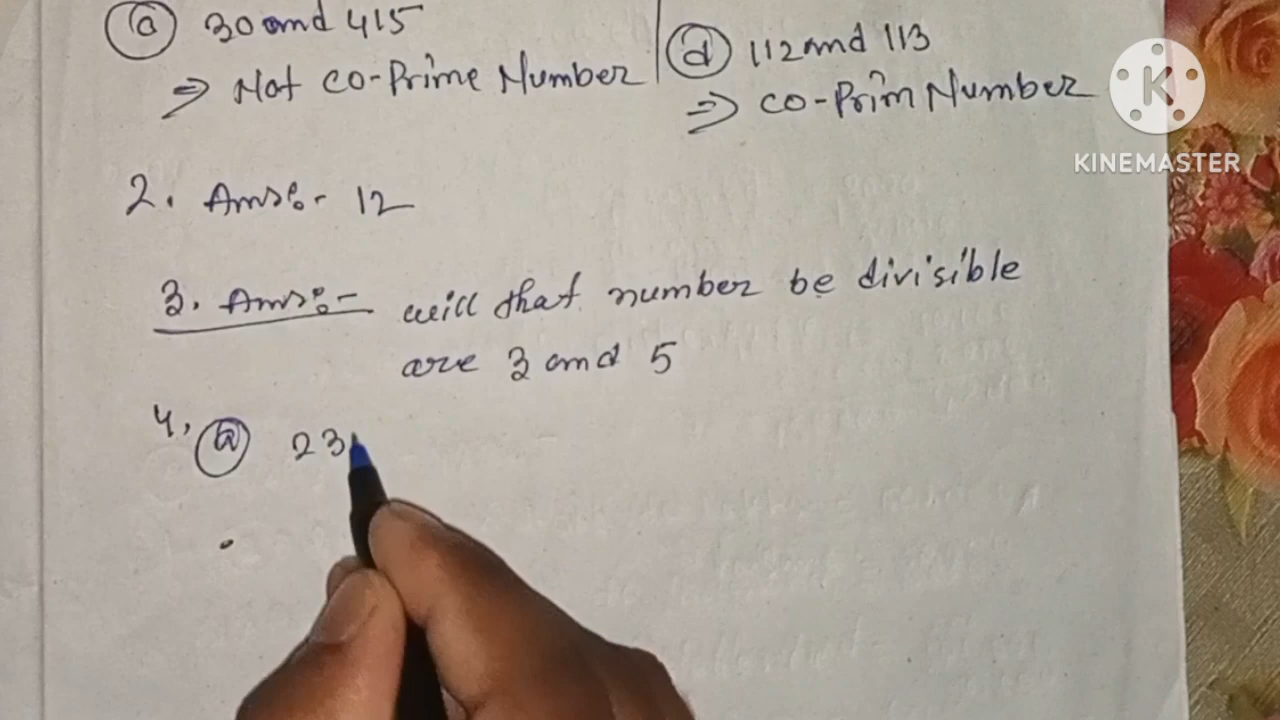 (a) 30 and 415
⇒ Not co-Prime Number
(d) 112 and 113
⇒ co-Prim Number
K
KINEMASTER
2. Ans:- 12
3. Ans:- will that number be divisible
are 3 and 5
4, (a) 23